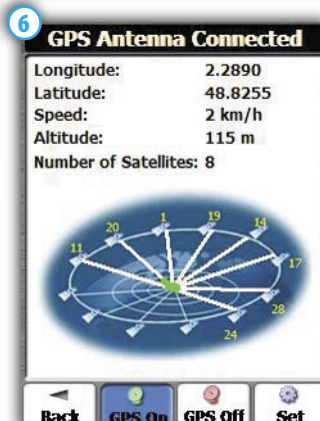 6
GPS Antenna Connected
Longitude: 2.2890
Latitude: 48.8255
Speed: 2 km/h
Altitude: 115 m
Number of Satellites: 8
1
20
19
14
11
17
28
24
Back GPS On GPS Off Set